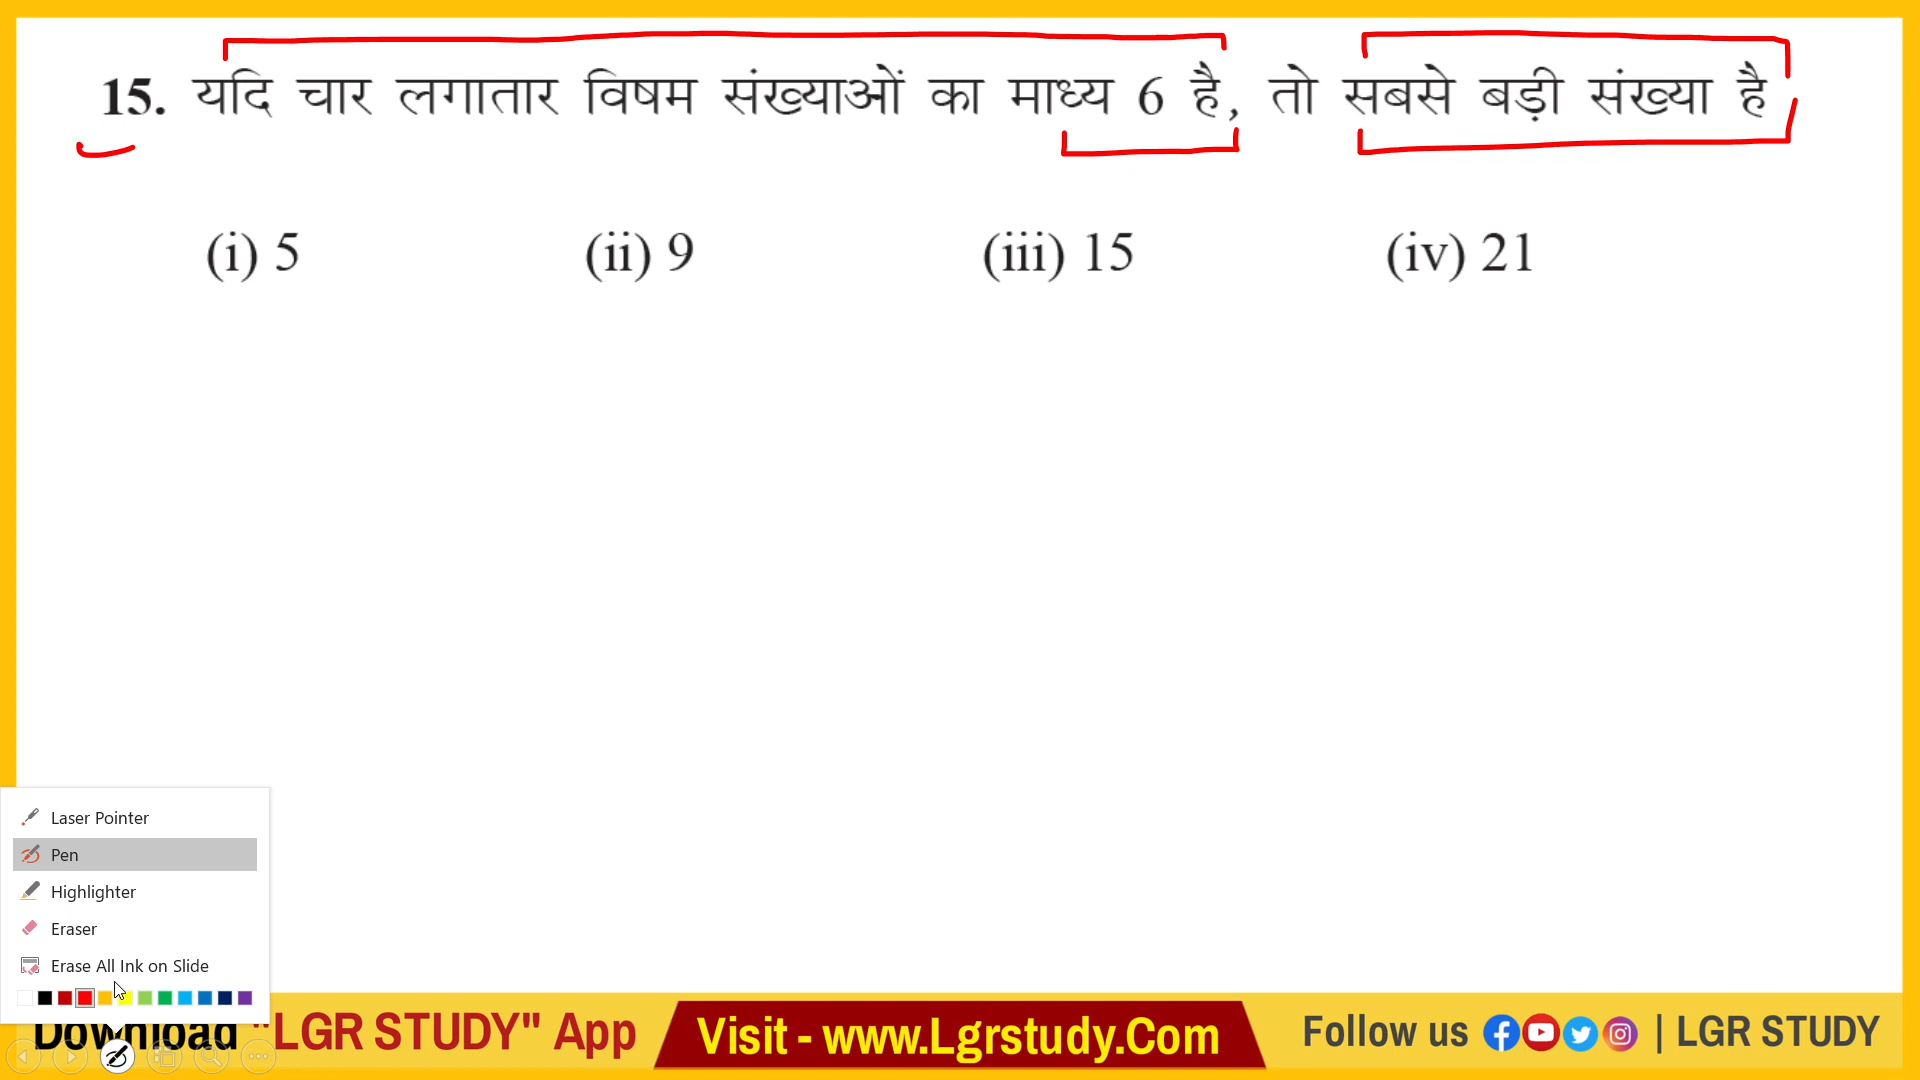 15. यदि चार लगातार विषम संख्याओं का माध्य 6 है, तो सबसे बड़ी संख्या है
(i) 5 (ii) 9 (iii) 15 (iv) 21
Laser Pointer
Pen
Highlighter
Eraser
Erase All Ink on Slide
Download "LGR STUDY" App Visit - www.Lgrstudy.Com Follow us | LGR STUDY